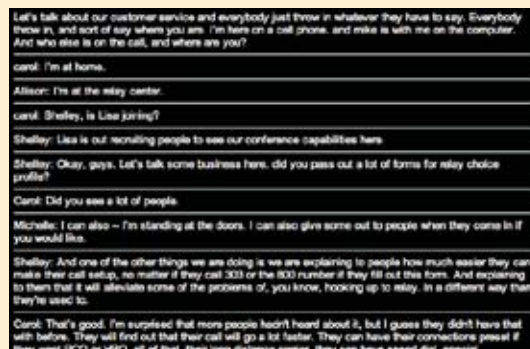 Let's talk about our customer service and everybody just throw in whatever they have to say. Everybody
throw in, and sort of say where you are. I'm here on a cell phone. and mike is with me on the computer.
And who else is on the call, and where are you?
carol: I'm at home.
Allison: I'm at the relay center.
carol: Shelley, is Lisa joining?
Shelley: Lisa is out recruiting people to see our conference capabilities here
Shelley: Okay, guys. Let's talk some business here. did you pass out a lot of forms for relay choice
profile?
Carol: Did you see a lot of people.
Michelle: I can also -- I'm standing at the doors. I can also give some out to people when they come in if
you would like.
Shelley: And one of the other things we are doing is we are explaining to people how much easier they can
make their call setup, no matter if they call 303 or the 800 number if they fill out this form. And explaining
to them that it will alleviate some of the problems of, you know, hooking up to relay. In a different way than
they're used to.
Carol: That's good. I'm surprised that more people hadn't heard about it, but I guess they didn't have that
with before. They will find out that their call will go a lot faster. They can have their connections preset if
they want